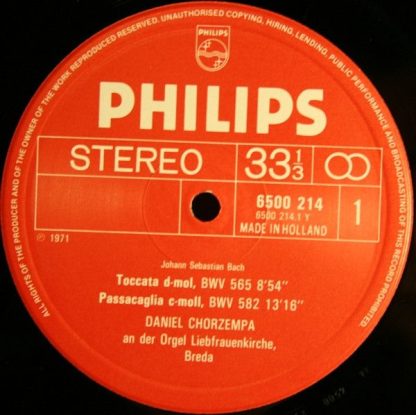 ALL RIGHTS OF THE PRODUCER AND OF THE OWNER OF THE WORK REPRODUCED RESERVED. UNAUTHORISED COPYING, HIRING, LENDING, PUBLIC PERFORMANCE AND BROADCASTING OF THIS RECORD PROHIBITED
PHILIPS
PHILIPS
STEREO 33⅓
6500 214 1
6500 214.1 Y
MADE IN HOLLAND
℗ 1971
Johann Sebastian Bach
Toccata d-mol, BWV 565 8'54"
Passacaglia c-moll, BWV 582 13'16"
DANIEL CHORZEMPA
an der Orgel Liebfrauenkirche,
Breda